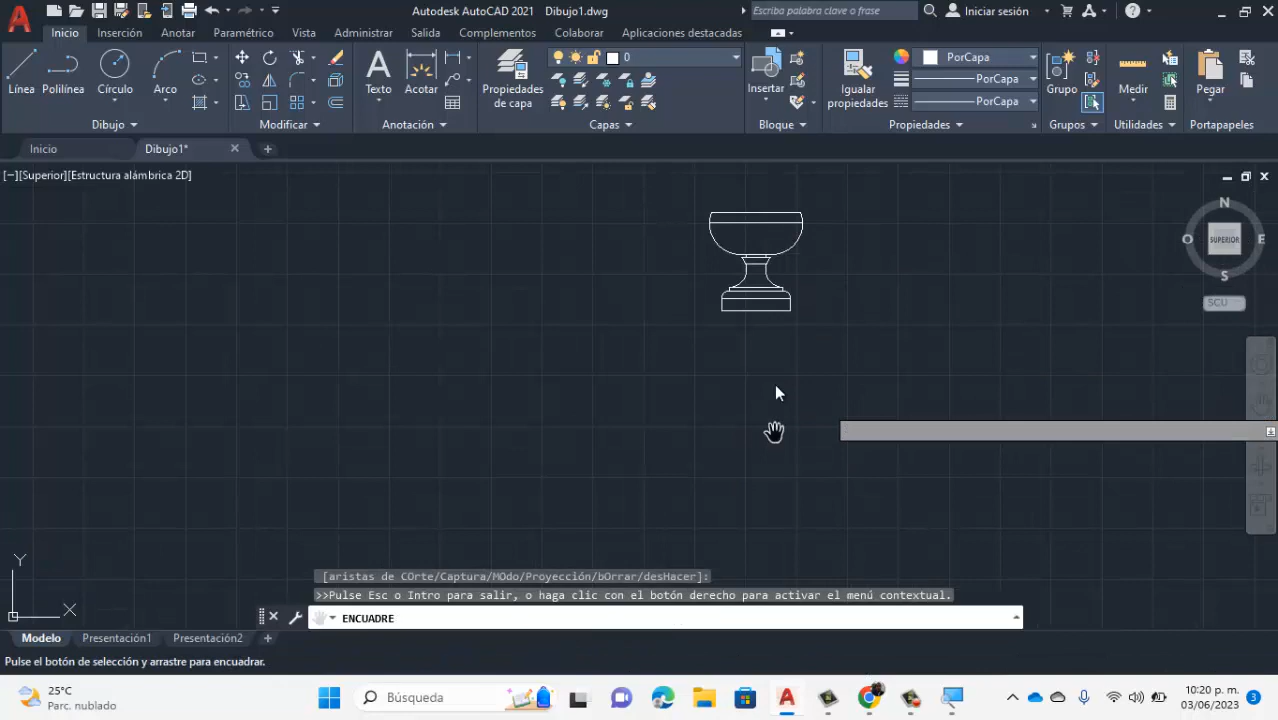 Autodesk AutoCAD 2021 Dibujo1.dwg
Escriba palabra clave o frase
Iniciar sesión
Inicio Inserción Anotar Paramétrico Vista Administrar Salida Complementos Colaborar Aplicaciones destacadas
Línea Polilínea Círculo Arco
Texto Acotar
Propiedades de capa
0
Insertar
Igualar propiedades
PorCapa
PorCapa
PorCapa
Grupo
Medir
Pegar
Dibujo Modificar Anotación Capas Bloque Propiedades Grupos Utilidades Portapapeles
Inicio Dibujo1*
[−][Superior][Estructura alámbrica 2D]
N
O SUPERIOR E
S
SCU
Y
X
[aristas de COrte/Captura/MOdo/Proyección/bOrrar/desHacer]:
>>Pulse Esc o Intro para salir, o haga clic con el botón derecho para activar el menú contextual.
ENCUADRE
Modelo Presentación1 Presentación2
Pulse el botón de selección y arrastre para encuadrar.
25°C
Parc. nublado
Búsqueda
10:20 p. m.
03/06/2023
3